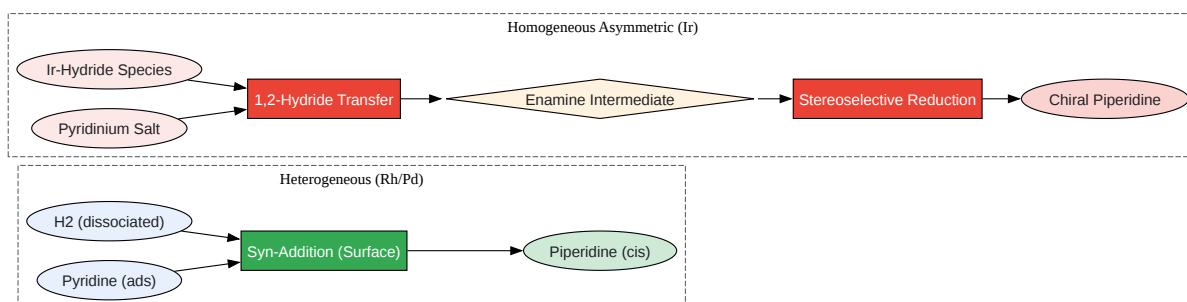 Homogeneous Asymmetric (Ir)
Ir-Hydride Species
Pyridinium Salt
1,2-Hydride Transfer
Enamine Intermediate
Stereoselective Reduction
Chiral Piperidine
Heterogeneous (Rh/Pd)
H2 (dissociated)
Pyridine (ads)
Syn-Addition (Surface)
Piperidine (cis)